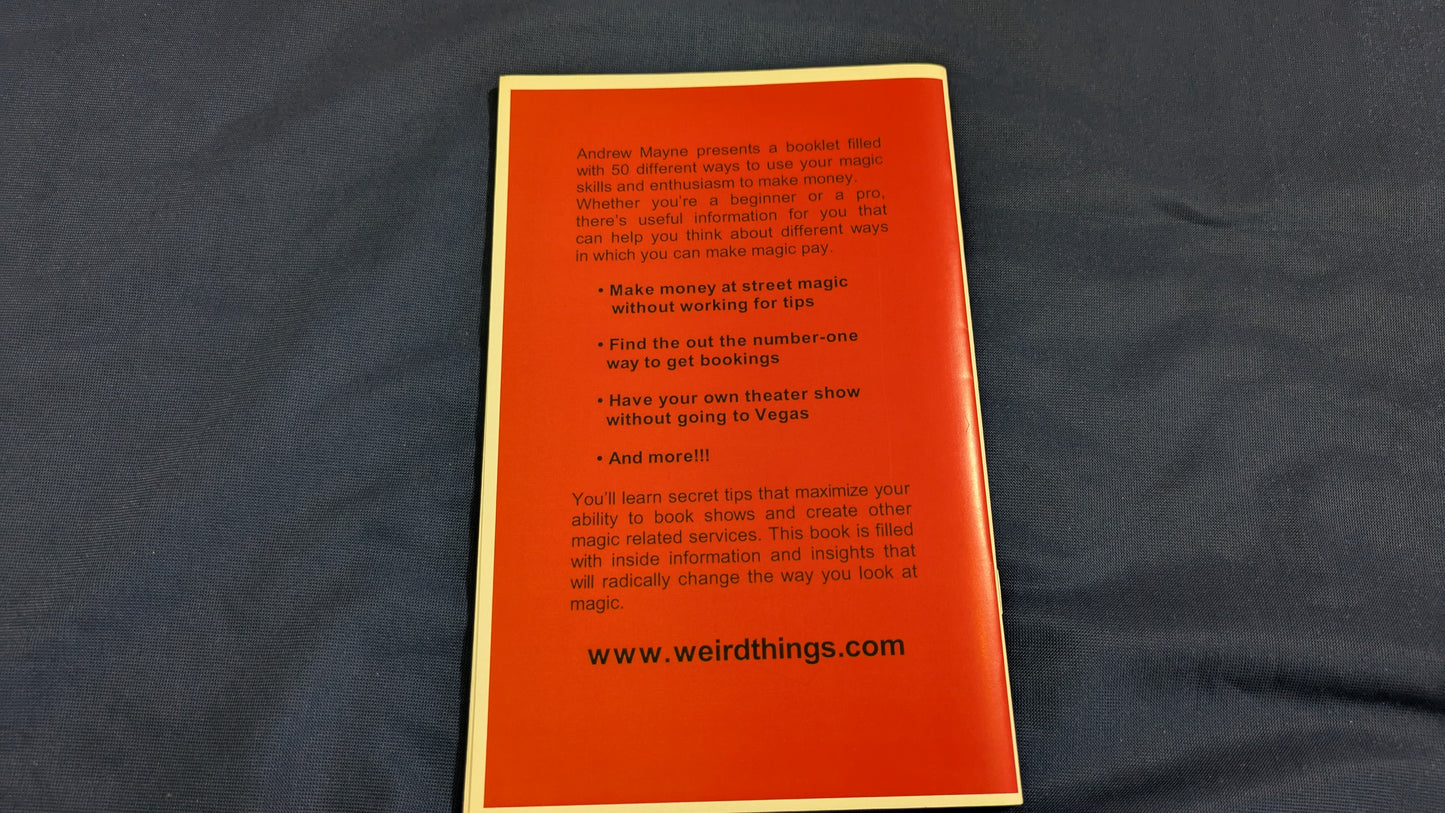 Andrew Mayne presents a booklet filled
with 50 different ways to use your magic
skills and enthusiasm to make money.
Whether you're a beginner or a pro,
there's useful information for you that
can help you think about different ways
in which you can make magic pay.
• Make money at street magic
without working for tips
• Find the out the number-one
way to get bookings
• Have your own theater show
without going to Vegas
• And more!!!
You'll learn secret tips that maximize your
ability to book shows and create other
magic related services. This book is filled
with inside information and insights that
will radically change the way you look at
magic.
www.weirdthings.com